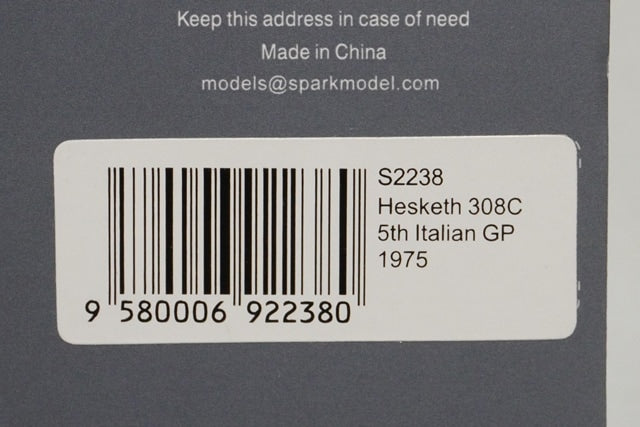 Keep this address in case of need
Made in China
models@sparkmodel.com
S2238
Hesketh 308C
5th Italian GP
1975
9 580006 922380